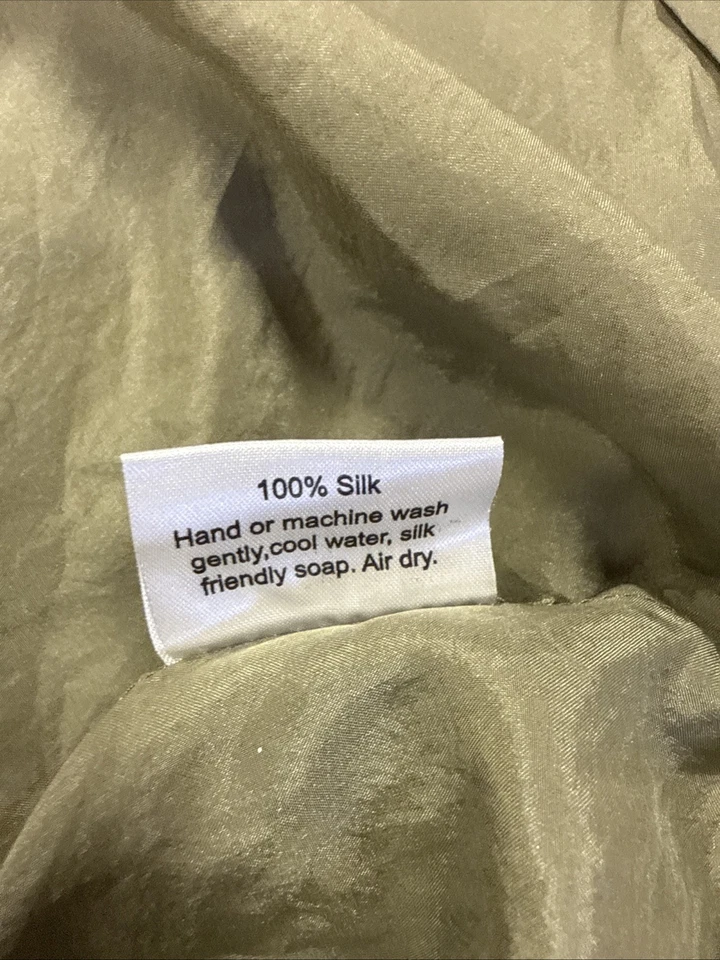 100% Silk
Hand or machine wash
gently,cool water, silk
friendly soap. Air dry.